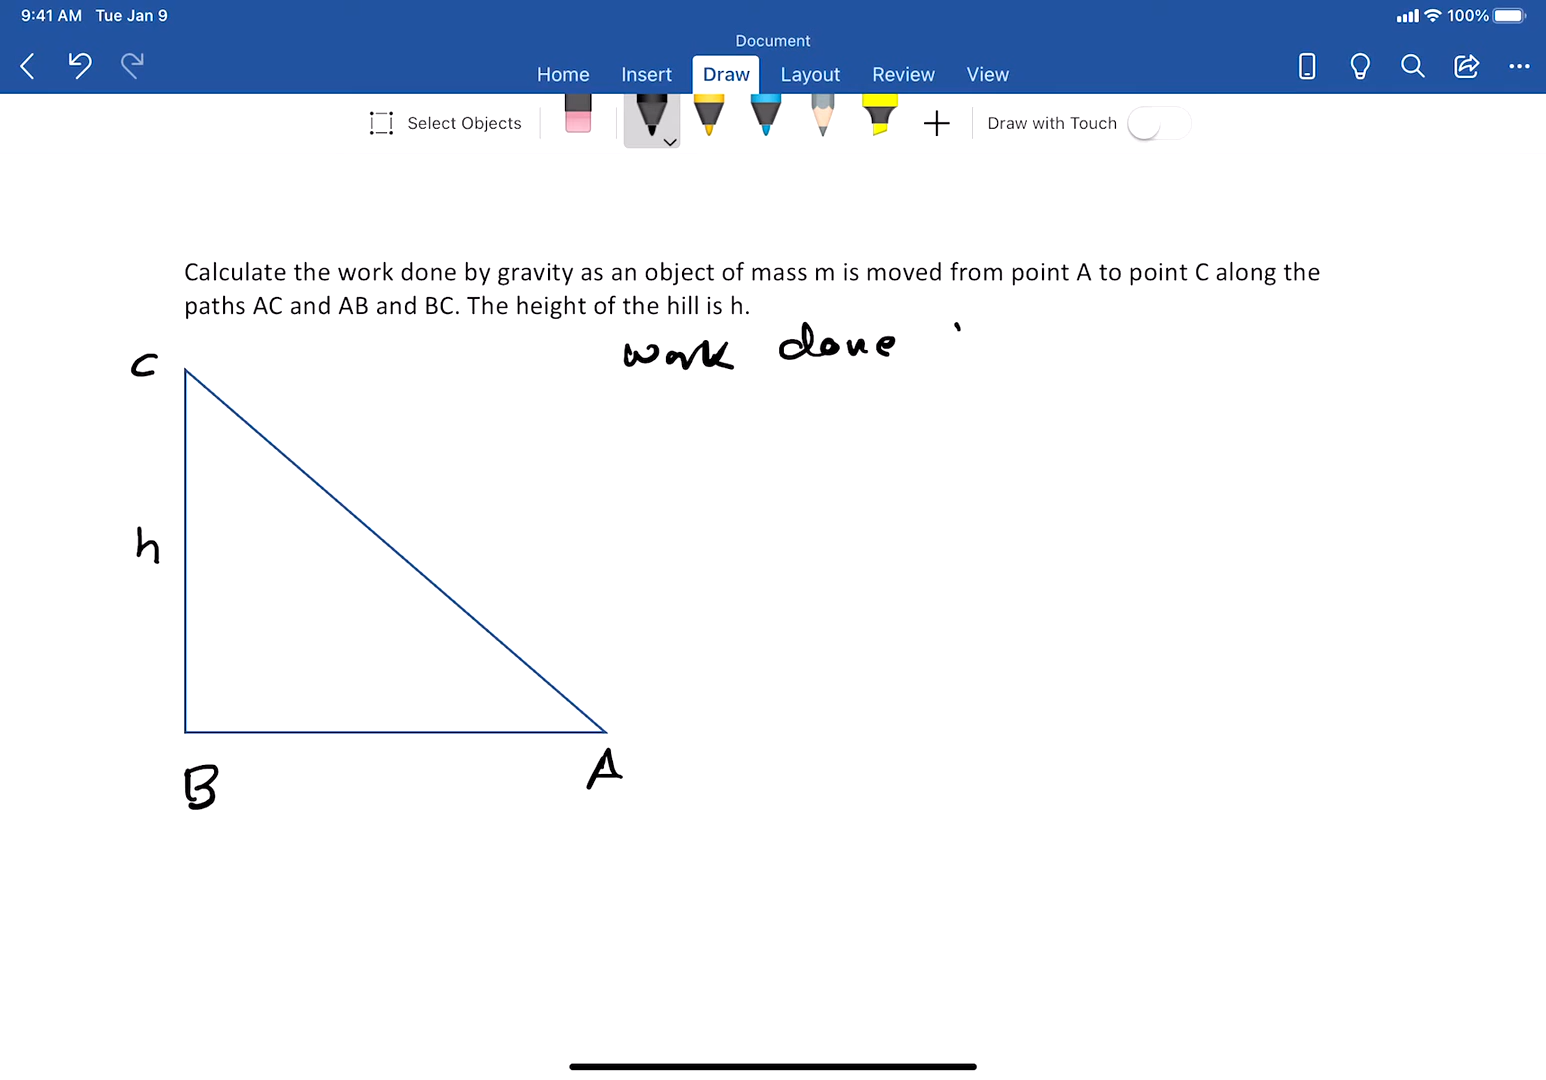 9:41 AM Tue Jan 9
100%
Document
Home Insert Draw Layout Review View
Select Objects
Draw with Touch
Calculate the work done by gravity as an object of mass m is moved from point A to point C along the
paths AC and AB and BC. The height of the hill is h.
work done
C
h
B
A